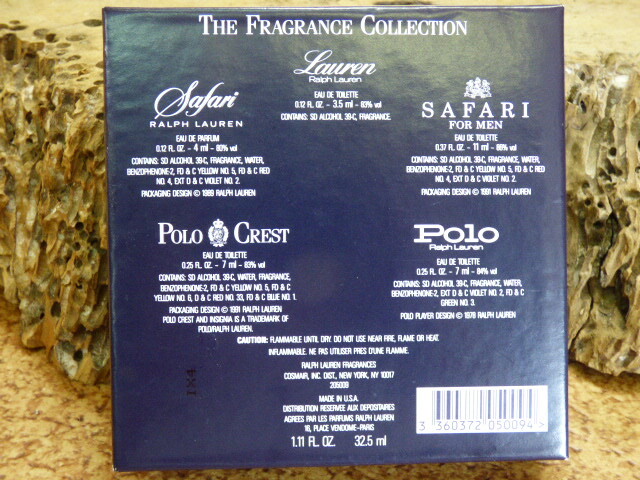 THE FRAGRANCE COLLECTION
Lauren
Ralph Lauren
EAU DE TOILETTE
0.12 FL. OZ. - 3.5 ml - 83% vol
CONTAINS: SD ALCOHOL 39-C, FRAGRANCE.
Safari
RALPH LAUREN
EAU DE PARFUM
0.12 FL. OZ. - 4 ml - 80% vol
CONTAINS: SD ALCOHOL 39-C, FRAGRANCE, WATER,
BENZOPHENONE-2, FD & C YELLOW NO. 5, FD & C RED
NO. 4, EXT D & C VIOLET NO. 2.
PACKAGING DESIGN © 1989 RALPH LAUREN
SAFARI
FOR MEN
EAU DE TOILETTE
0.37 FL. OZ. - 11 ml - 88% vol
CONTAINS: SD ALCOHOL 39-C, FRAGRANCE, WATER,
BENZOPHENONE-2, FD & C YELLOW NO. 5, FD & C RED
NO. 4, EXT D & C VIOLET NO. 2.
PACKAGING DESIGN © 1991 RALPH LAUREN
POLO CREST
EAU DE TOILETTE
0.25 FL. OZ. - 7 ml - 83% vol
CONTAINS: SD ALCOHOL 39-C, WATER, FRAGRANCE,
BENZOPHENONE-2, FD & C YELLOW NO. 5, FD & C
YELLOW NO. 6, D & C RED NO. 33, FD & C BLUE NO. 1.
PACKAGING DESIGN © 1991 RALPH LAUREN
POLO CREST AND INSIGNIA IS A TRADEMARK OF
POLO/RALPH LAUREN.
Polo
Ralph Lauren
EAU DE TOILETTE
0.25 FL. OZ. - 7 ml - 84% vol
CONTAINS: SD ALCOHOL 39-C, FRAGRANCE, WATER,
BENZOPHENONE-2, EXT D & C VIOLET NO. 2, FD & C
GREEN NO. 3.
POLO PLAYER DESIGN © 1978 RALPH LAUREN
CAUTION: FLAMMABLE UNTIL DRY. DO NOT USE NEAR FIRE, FLAME OR HEAT.
INFLAMMABLE. NE PAS UTILISER PRES D'UNE FLAMME.
RALPH LAUREN FRAGRANCES
COSMAIR, INC. DIST., NEW YORK, NY 10017
205009
MADE IN U.S.A.
DISTRIBUTION RESERVEE AUX DEPOSITAIRES
AGREES PAR LES PARFUMS RALPH LAUREN
16, PLACE VENDOME-PARIS
1.11 FL. OZ. 32.5 ml
1X4
3 360372 050094 >